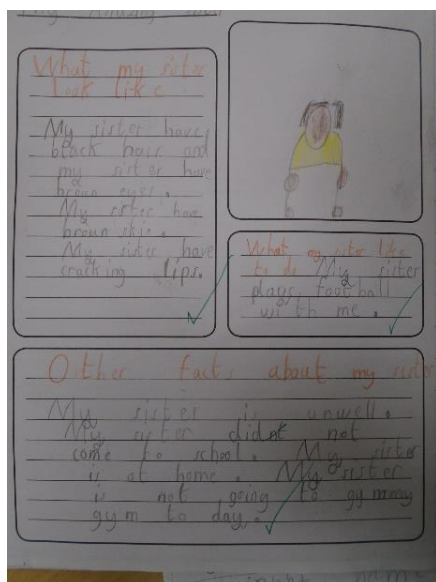 What my sister
look like
My sister have
black hair and
my sister have
brown eyes.
My sister have
brown skin.
My sister have
cracking lips.
What my sister like
to do My sister
plays football
with me.
Other facts about my sister
My sister is unwell.
My sister didnt not
come to school. My sister
is at home. My sister
is not going to gymmy
gym to day.